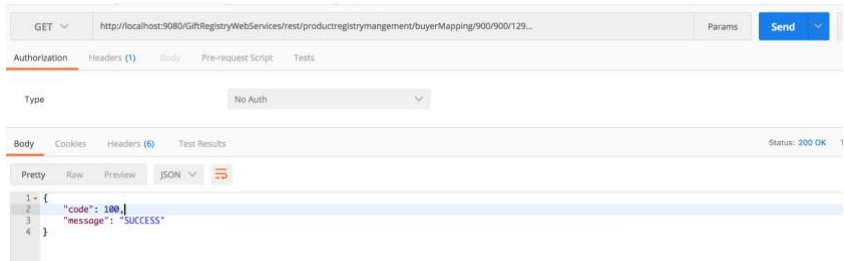 GET http://localhost:9080/GiftRegistryWebServices/rest/productregistrymangement/buyerMapping/900/900/129... Params Send
Authorization Headers (1) Body Pre-request Script Tests
Type No Auth
Body Cookies Headers (6) Test Results Status: 200 OK
Pretty Raw Preview JSON
1 {
2 "code": 100,
3 "message": "SUCCESS"
4 }